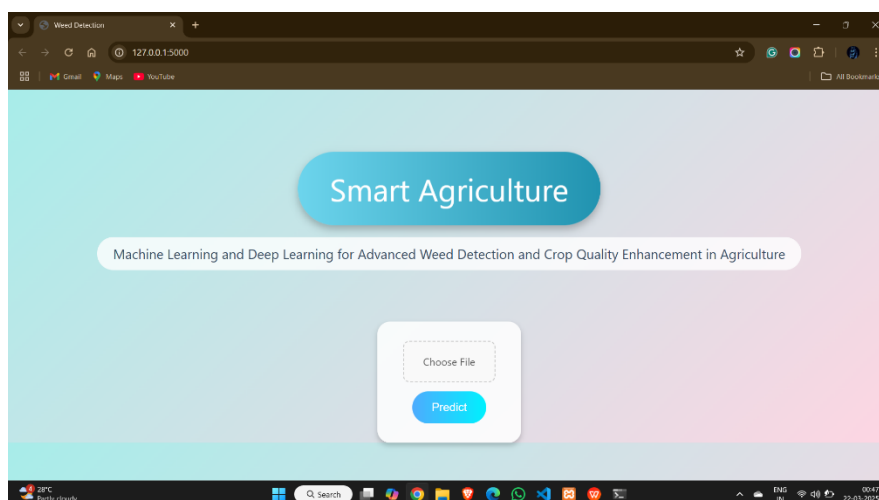 Weed Detection
127.0.0.1:5000
Gmail Maps YouTube
All Bookmarks
Smart Agriculture
Machine Learning and Deep Learning for Advanced Weed Detection and Crop Quality Enhancement in Agriculture
Choose File
Predict
4
28°C
Partly cloudy
Search
ENG
IN
00:47
22-03-2025